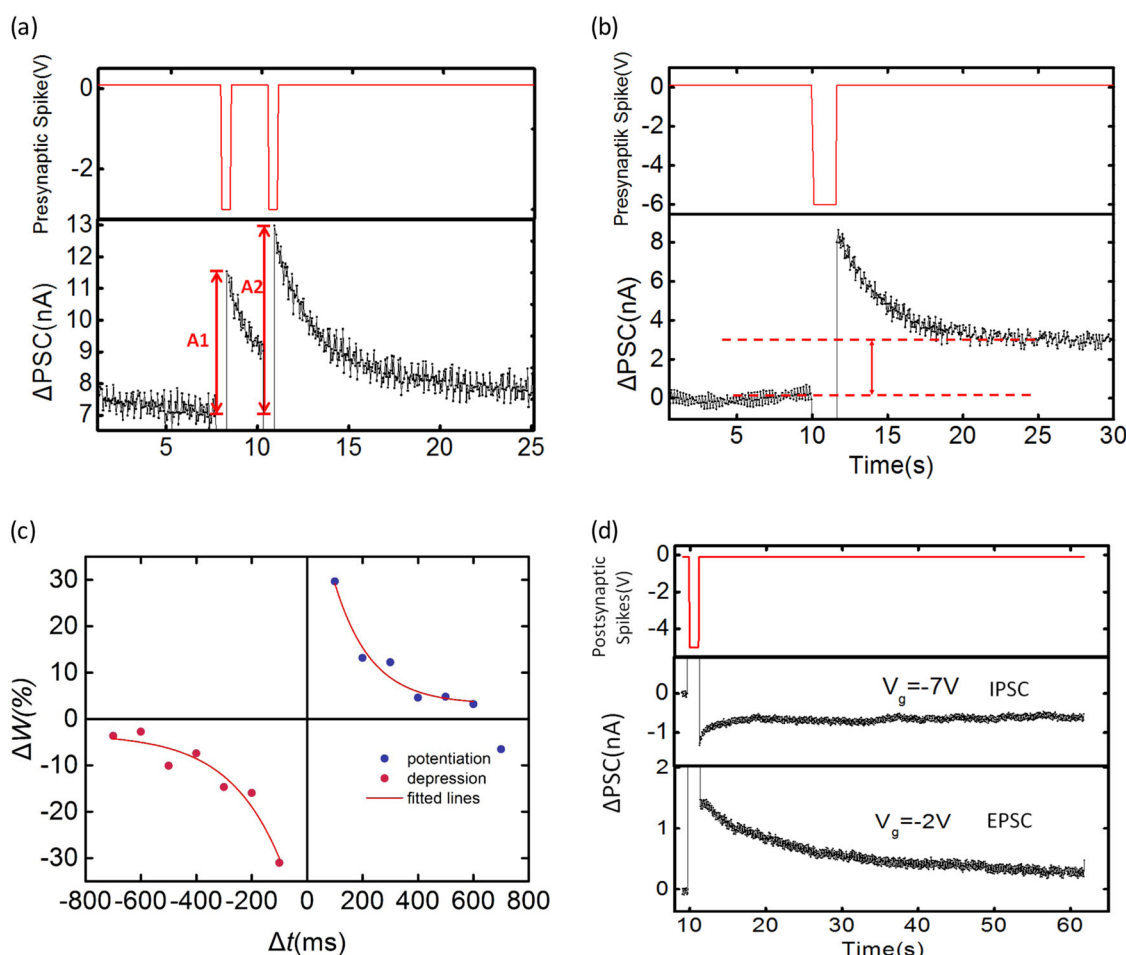 (a)
Presynaptic Spike(V)
0
-2
ΔPSC(nA)
13
12
11
10
9
8
7
A1
A2
5 10 15 20 25
(b)
Presynaptik Spike(V)
0
-2
-4
-6
ΔPSC(nA)
8
6
4
2
0
5 10 15 20 25 30
Time(s)
(c)
ΔW(%)
30
20
10
0
-10
-20
-30
potentiation
depression
fitted lines
-800 -600 -400 -200 0 200 400 600 800
Δt(ms)
(d)
Postsynaptic
Spikes(V)
0
-2
-4
ΔPSC(nA)
0
-1
Vg=-7V IPSC
2
1
0
Vg=-2V EPSC
10 20 30 40 50 60
Time(s)